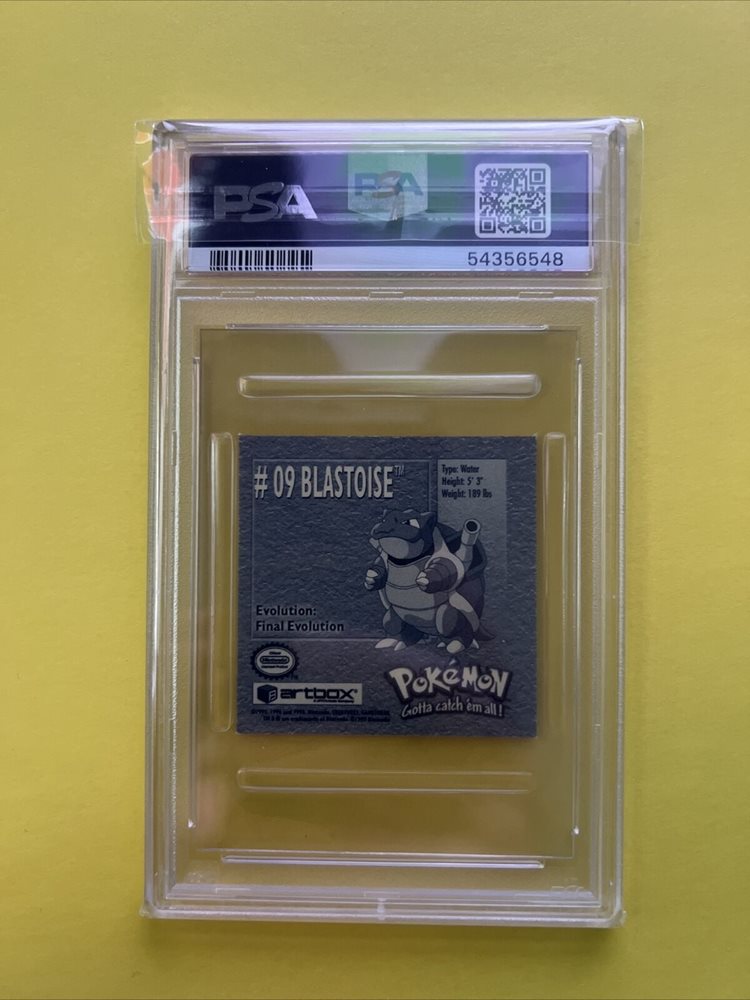 PSA
PSA
54356548
# 09 BLASTOISE™
Type: Water
Height: 5' 3"
Weight: 189 lbs
Evolution:
Final Evolution
Nintendo
artbox®
POKéMON
Gotta catch 'em all!